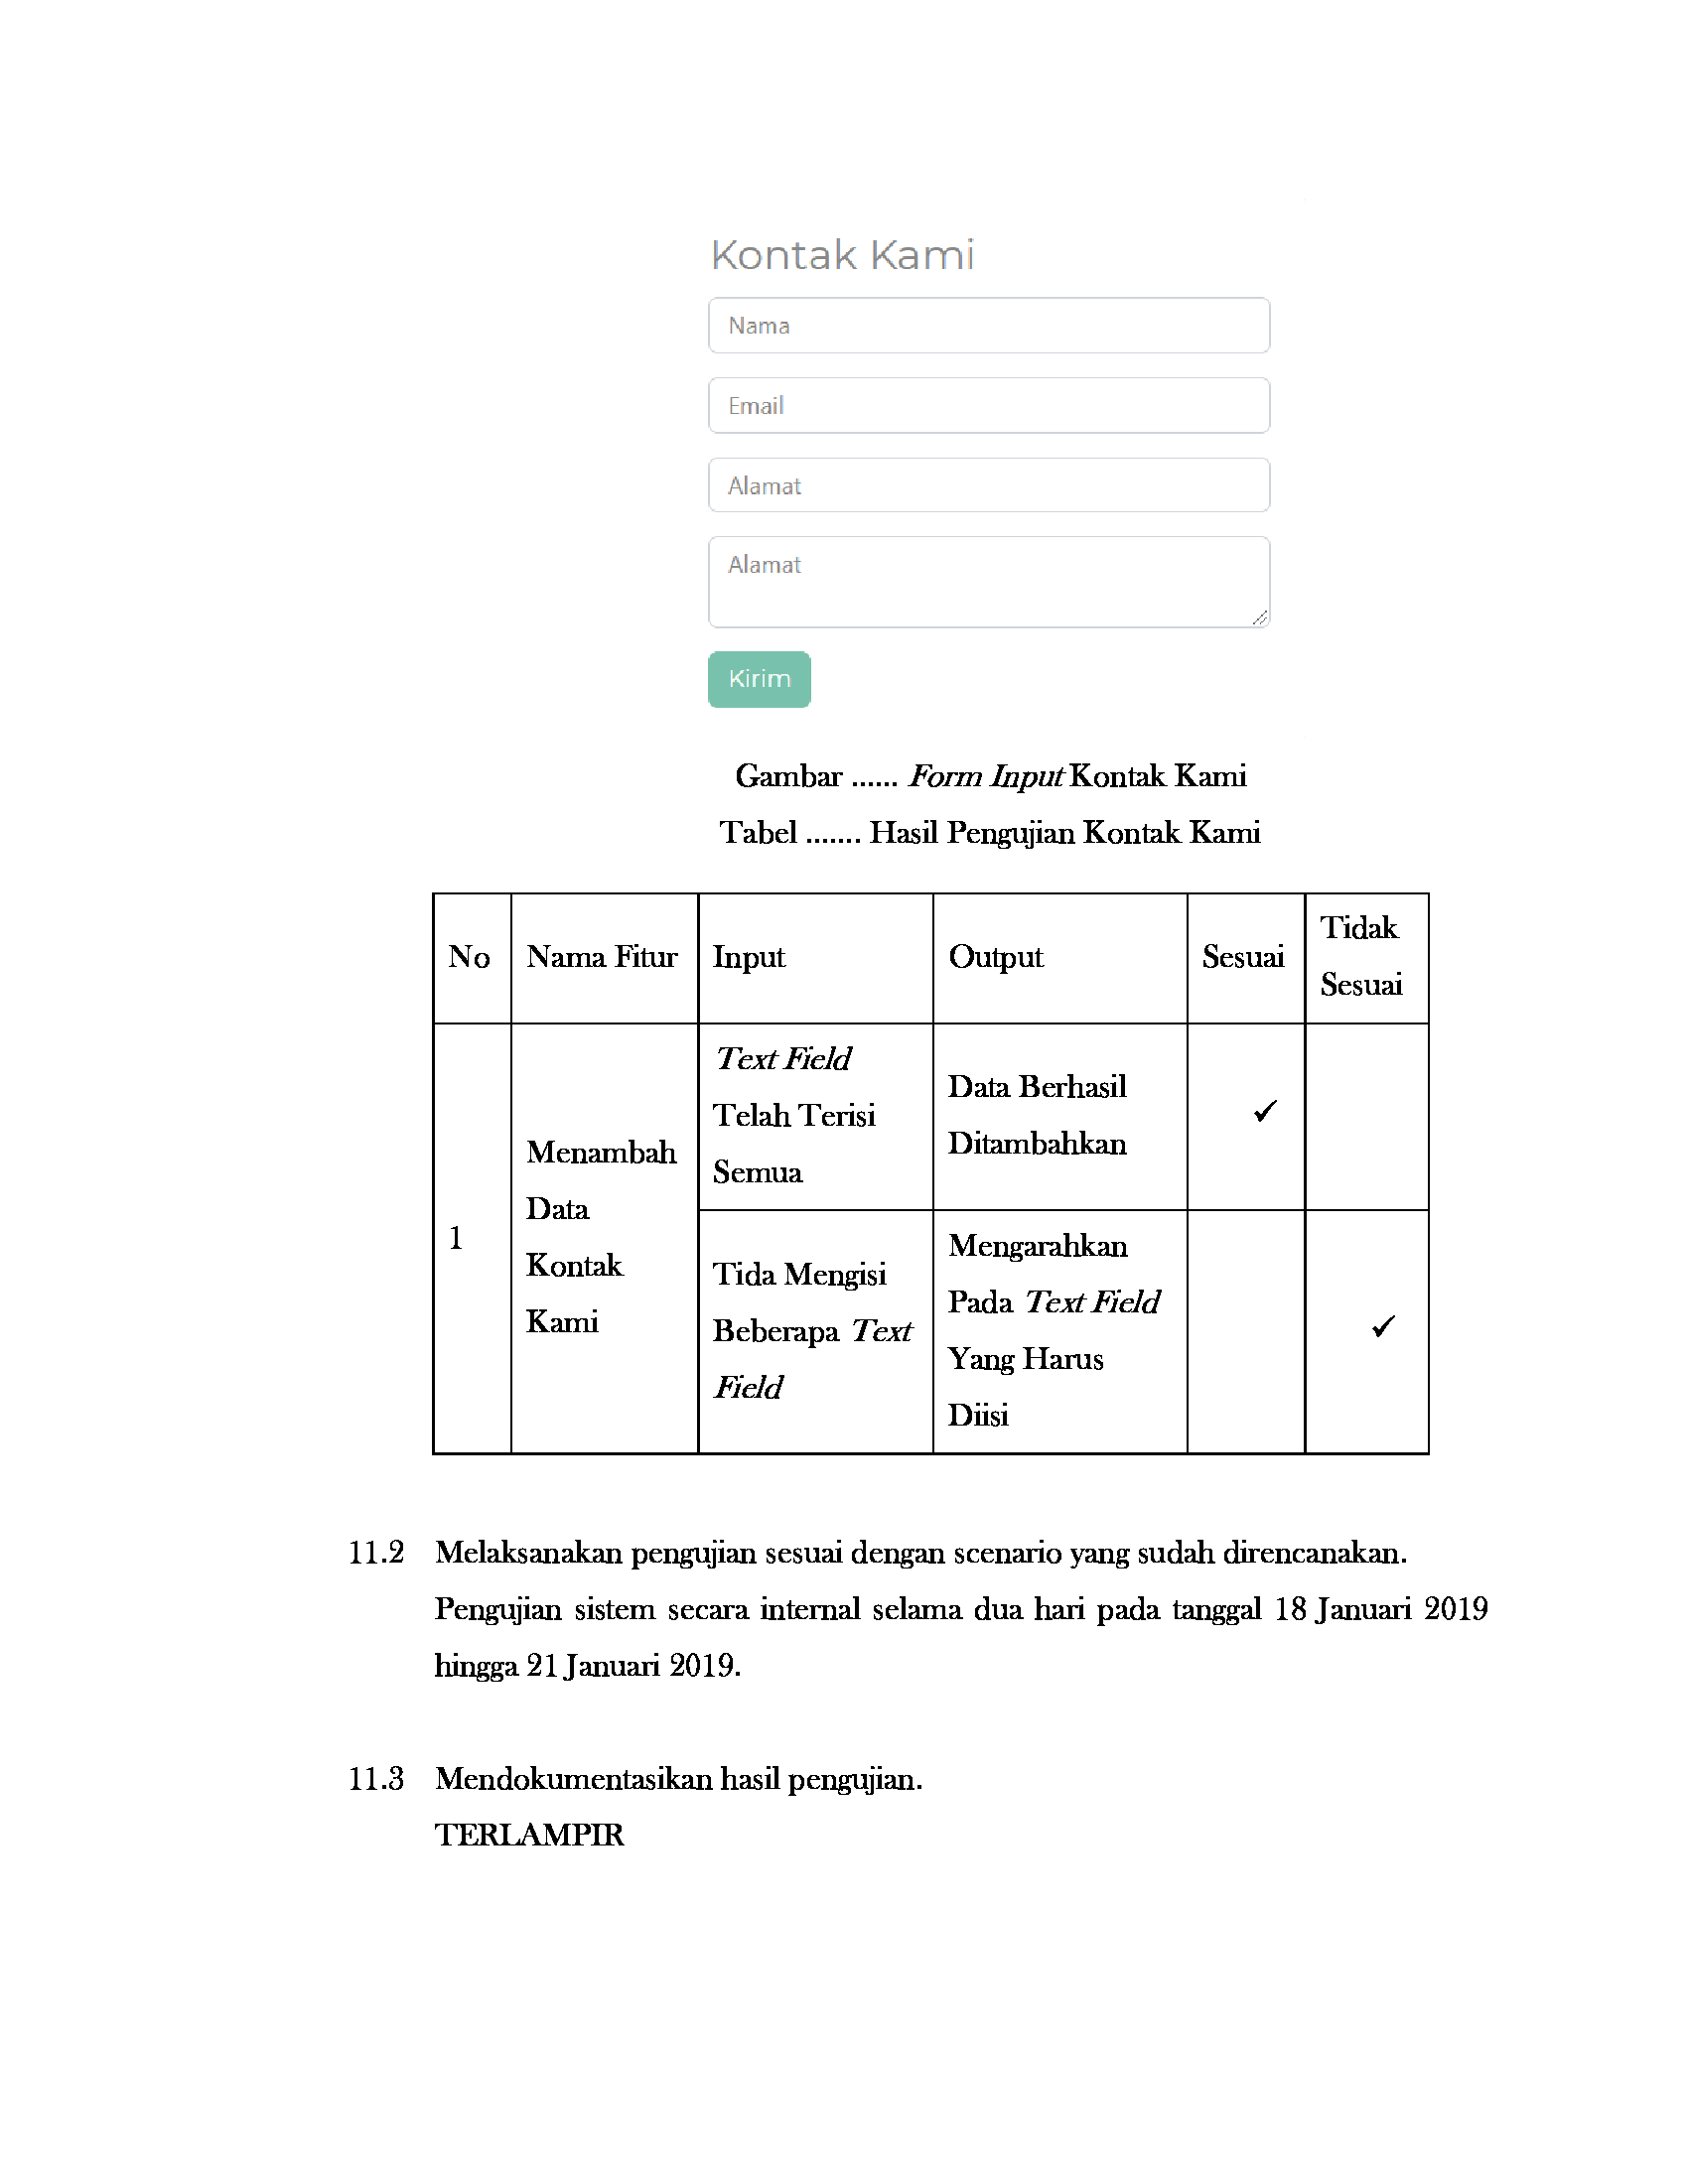 Kontak Kami
Nama
Email
Alamat
Alamat
Kirim
Gambar ...... Form Input Kontak Kami
Tabel ....... Hasil Pengujian Kontak Kami
No
Nama Fitur
Input
Output
Sesuai
Tidak
Sesuai
1
Menambah
Data
Kontak
Kami
Text Field
Telah Terisi
Semua
Data Berhasil
Ditambahkan
✓
Tida Mengisi
Beberapa Text
Field
Mengarahkan
Pada Text Field
Yang Harus
Diisi
✓
11.2 Melaksanakan pengujian sesuai dengan scenario yang sudah direncanakan.
Pengujian sistem secara internal selama dua hari pada tanggal 18 Januari 2019
hingga 21 Januari 2019.
11.3 Mendokumentasikan hasil pengujian.
TERLAMPIR